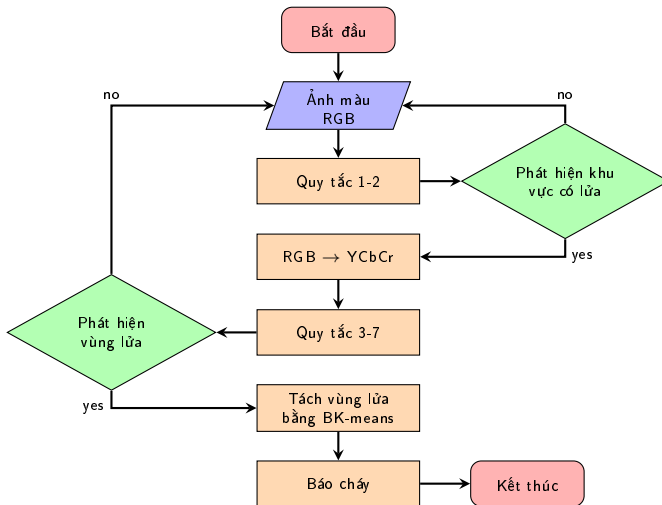 Bắt đầu
no
Ảnh màu
RGB
no
Quy tắc 1-2
Phát hiện khu
vực có lửa
RGB → YCbCr
yes
Phát hiện
vùng lửa
Quy tắc 3-7
yes
Tách vùng lửa
bằng BK-means
Báo cháy
Kết thúc